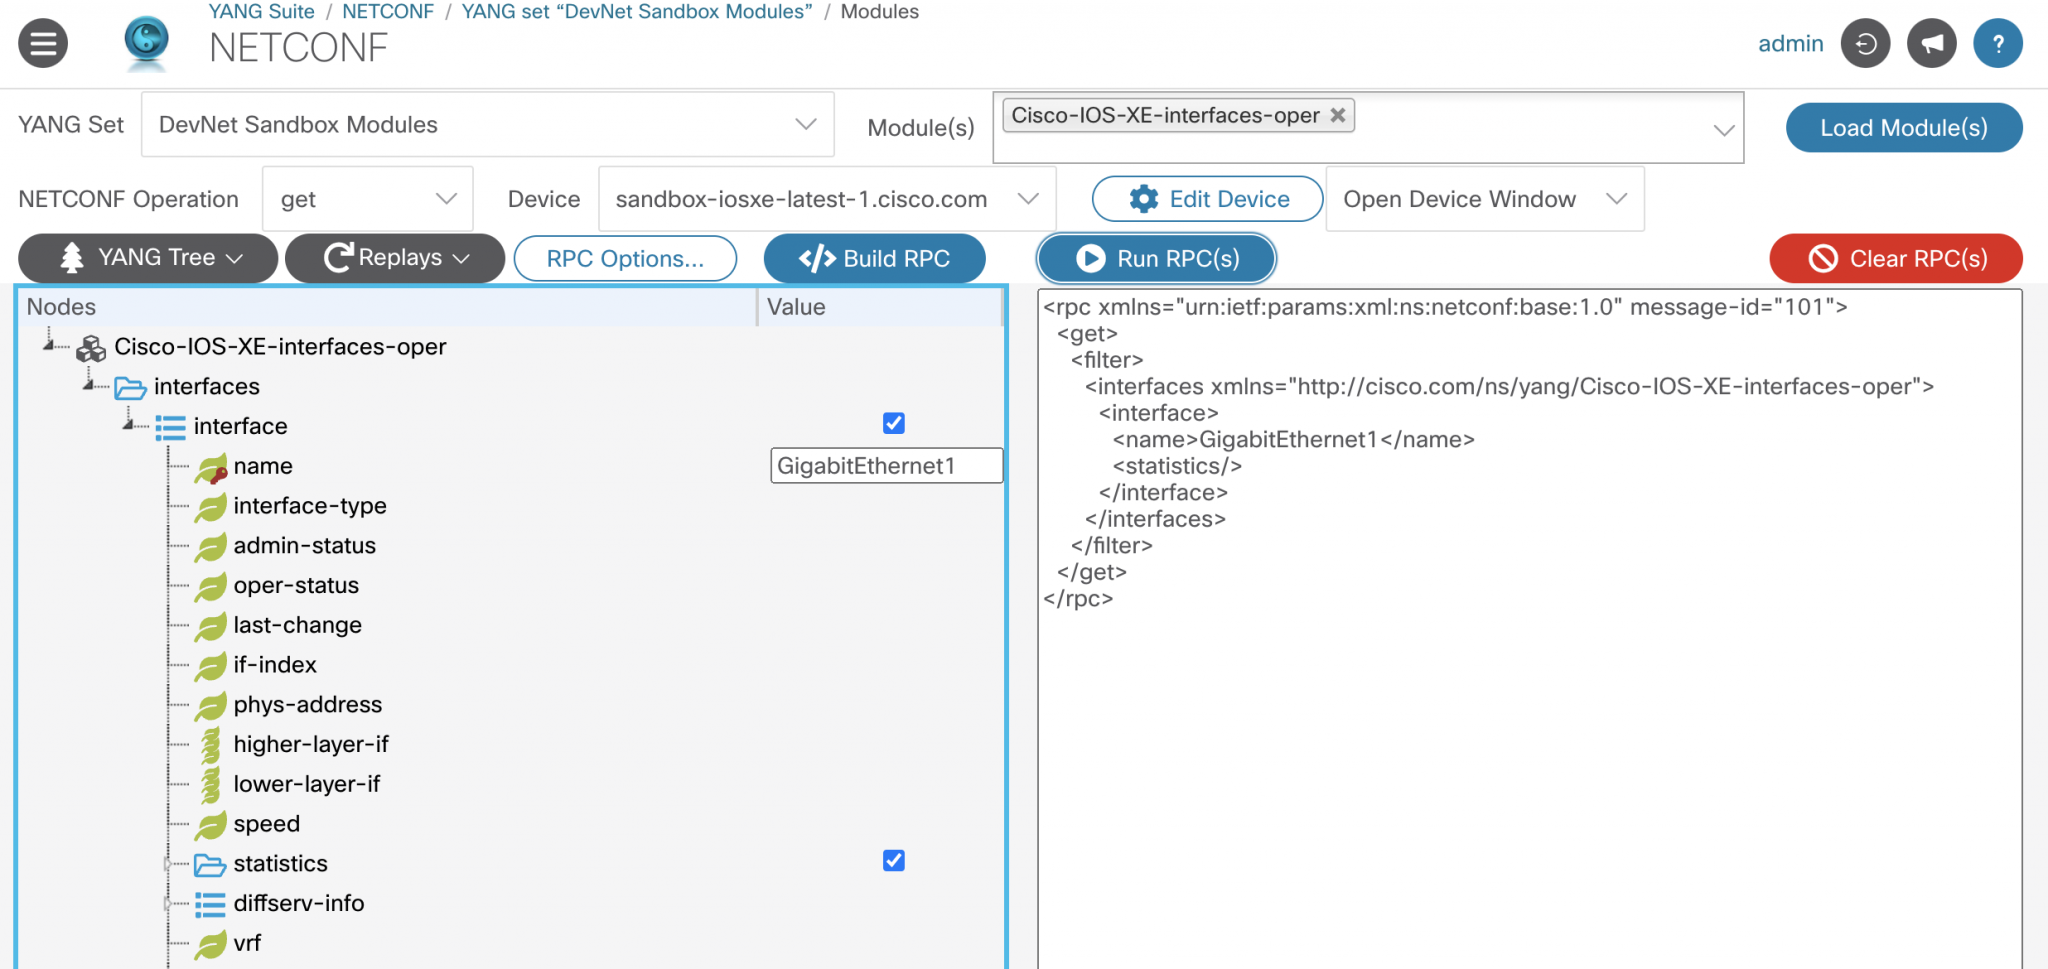 YANG Suite / NETCONF / YANG set “DevNet Sandbox Modules” / Modules
NETCONF
admin
?
YANG Set
DevNet Sandbox Modules
Module(s)
Cisco-IOS-XE-interfaces-oper
Load Module(s)
NETCONF Operation
get
Device
sandbox-iosxe-latest-1.cisco.com
Edit Device
Open Device Window
YANG Tree
Replays
RPC Options...
</> Build RPC
Run RPC(s)
Clear RPC(s)
Nodes
Value
Cisco-IOS-XE-interfaces-oper
interfaces
interface
name
GigabitEthernet1
interface-type
admin-status
oper-status
last-change
if-index
phys-address
higher-layer-if
lower-layer-if
speed
statistics
diffserv-info
vrf
<rpc xmlns="urn:ietf:params:xml:ns:netconf:base:1.0" message-id="101">
<get>
<filter>
<interfaces xmlns="http://cisco.com/ns/yang/Cisco-IOS-XE-interfaces-oper">
<interface>
<name>GigabitEthernet1</name>
<statistics/>
</interface>
</interfaces>
</filter>
</get>
</rpc>